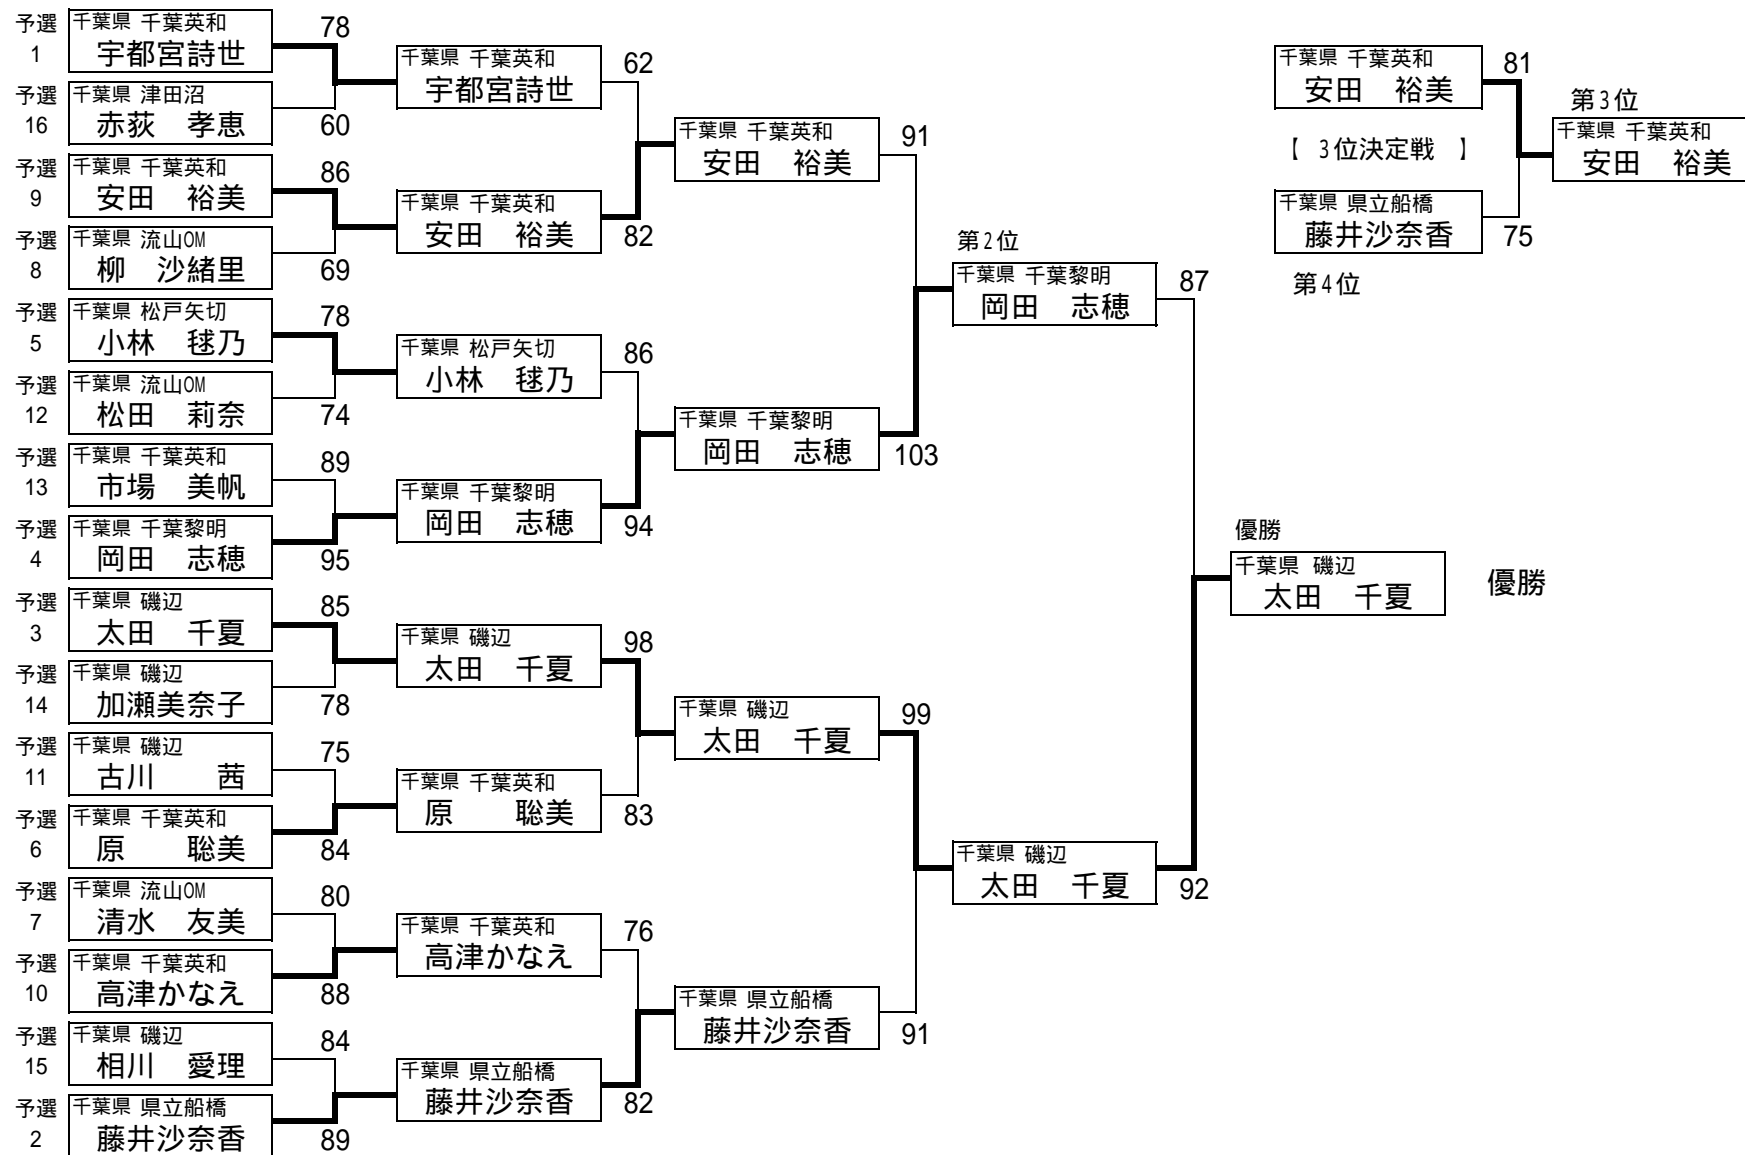 予選 1
千葉県 千葉英和
宇都宮詩世
78
予選 16
千葉県 津田沼
赤荻　孝恵
60
予選 9
千葉県 千葉英和
安田　裕美
86
予選 8
千葉県 流山OM
柳　沙緒里
69
予選 5
千葉県 松戸矢切
小林　毬乃
78
予選 12
千葉県 流山OM
松田　莉奈
74
予選 13
千葉県 千葉英和
市場　美帆
89
予選 4
千葉県 千葉黎明
岡田　志穂
95
予選 3
千葉県 磯辺
太田　千夏
85
予選 14
千葉県 磯辺
加瀬美奈子
78
予選 11
千葉県 磯辺
古川　　茜
75
予選 6
千葉県 千葉英和
原　　聡美
84
予選 7
千葉県 流山OM
清水　友美
80
予選 10
千葉県 千葉英和
高津かなえ
88
予選 15
千葉県 磯辺
相川　愛理
84
予選 2
千葉県 県立船橋
藤井沙奈香
89
千葉県 千葉英和
宇都宮詩世
62
千葉県 千葉英和
安田　裕美
82
千葉県 松戸矢切
小林　毬乃
86
千葉県 千葉黎明
岡田　志穂
94
千葉県 磯辺
太田　千夏
98
千葉県 千葉英和
原　　聡美
83
千葉県 千葉英和
高津かなえ
76
千葉県 県立船橋
藤井沙奈香
82
千葉県 千葉英和
安田　裕美
91
千葉県 千葉黎明
岡田　志穂
103
千葉県 磯辺
太田　千夏
99
千葉県 県立船橋
藤井沙奈香
91
第2位
千葉県 千葉黎明
岡田　志穂
87
千葉県 磯辺
太田　千夏
92
優勝
千葉県 磯辺
太田　千夏
優勝
千葉県 千葉英和
安田　裕美
81
【　3位決定戦　】
千葉県 県立船橋
藤井沙奈香
75
第4位
第3位
千葉県 千葉英和
安田　裕美